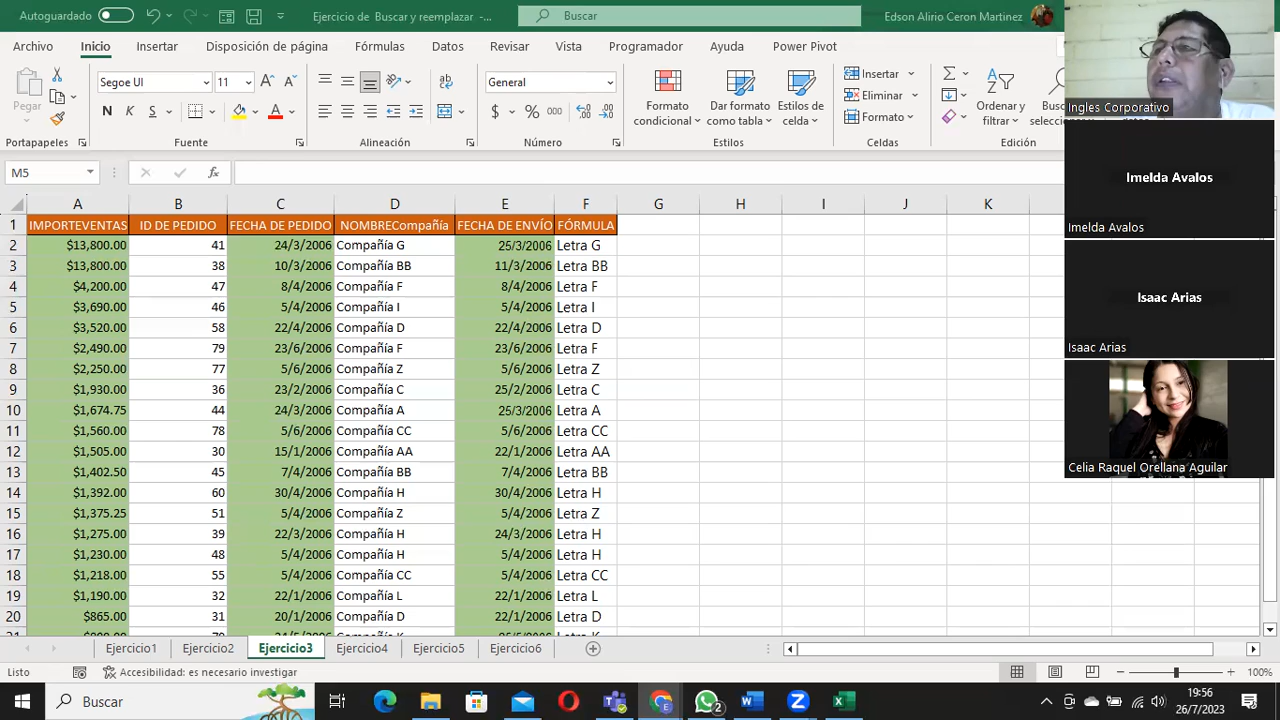 Autoguardado
Ejercicio de Buscar y reemplazar -...
Buscar
Edson Alirio Ceron Martinez
Archivo Inicio Insertar Disposición de página Fórmulas Datos Revisar Vista Programador Ayuda Power Pivot
Pegar
Portapapeles
Segoe UI 11
N K S
Fuente
Alineación
General
$ % 000
Número
Formato condicional
Dar formato como tabla
Estilos de celda
Estilos
Insertar
Eliminar
Formato
Celdas
Ordenar y filtrar
Edición
Ingles Corporativo
Imelda Avalos
Imelda Avalos
Isaac Arias
Isaac Arias
Celia Raquel Orellana Aguilar
M5 fx
A B C D E F G H I J K
1 IMPORTEVENTAS ID DE PEDIDO FECHA DE PEDIDO NOMBRECompañía FECHA DE ENVÍO FÓRMULA
2 $13,800.00 41 24/3/2006 Compañía G 25/3/2006 Letra G
3 $13,800.00 38 10/3/2006 Compañía BB 11/3/2006 Letra BB
4 $4,200.00 47 8/4/2006 Compañía F 8/4/2006 Letra F
5 $3,690.00 46 5/4/2006 Compañía I 5/4/2006 Letra I
6 $3,520.00 58 22/4/2006 Compañía D 22/4/2006 Letra D
7 $2,490.00 79 23/6/2006 Compañía F 23/6/2006 Letra F
8 $2,250.00 77 5/6/2006 Compañía Z 5/6/2006 Letra Z
9 $1,930.00 36 23/2/2006 Compañía C 25/2/2006 Letra C
10 $1,674.75 44 24/3/2006 Compañía A 25/3/2006 Letra A
11 $1,560.00 78 5/6/2006 Compañía CC 5/6/2006 Letra CC
12 $1,505.00 30 15/1/2006 Compañía AA 22/1/2006 Letra AA
13 $1,402.50 45 7/4/2006 Compañía BB 7/4/2006 Letra BB
14 $1,392.00 60 30/4/2006 Compañía H 30/4/2006 Letra H
15 $1,375.25 51 5/4/2006 Compañía Z 5/4/2006 Letra Z
16 $1,275.00 39 22/3/2006 Compañía H 24/3/2006 Letra H
17 $1,230.00 48 5/4/2006 Compañía H 5/4/2006 Letra H
18 $1,218.00 55 5/4/2006 Compañía CC 5/4/2006 Letra CC
19 $1,190.00 32 22/1/2006 Compañía L 22/1/2006 Letra L
20 $865.00 31 20/1/2006 Compañía D 22/1/2006 Letra D
Ejercicio1 Ejercicio2 Ejercicio3 Ejercicio4 Ejercicio5 Ejercicio6
Listo
Accesibilidad: es necesario investigar
100%
Buscar
2
19:56
26/7/2023